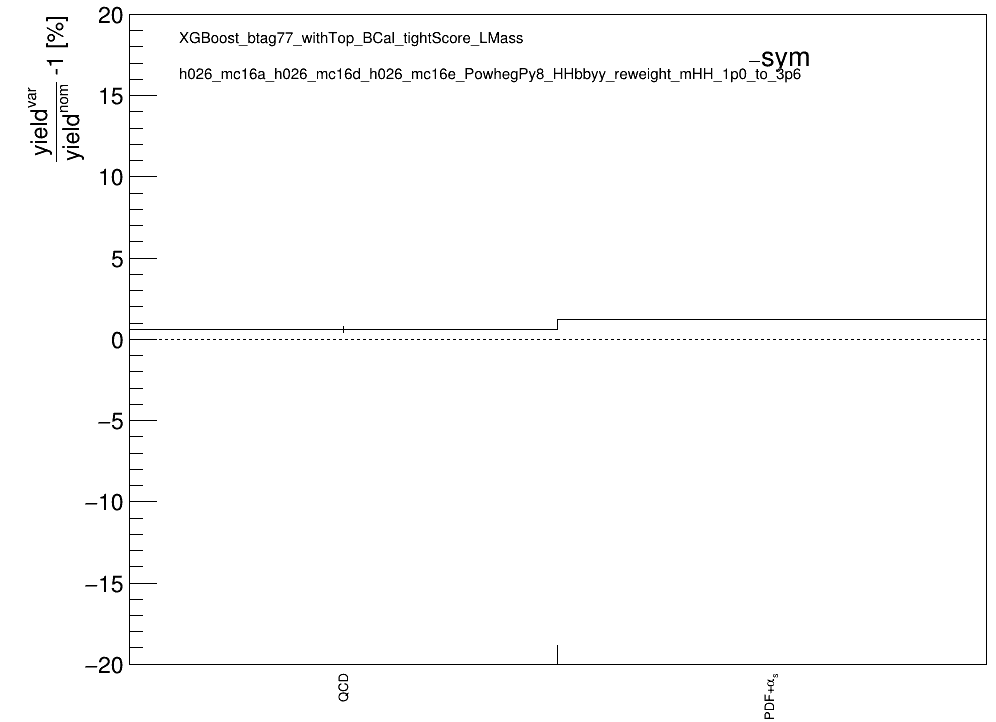 20
15
10
5
0
−5
−10
−15
−20
yield^var
yield^nom
-1 [%]
XGBoost_btag77_withTop_BCal_tightScore_LMass
sym
h026_mc16a_h026_mc16d_h026_mc16e_PowhegPy8_HHbbyy_reweight_mHH_1p0_to_3p6
QCD
PDF+α_s